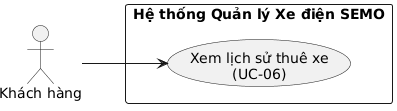 Hệ thống Quản lý Xe điện SEMO
Xem lịch sử thuê xe
(UC-06)
Khách hàng